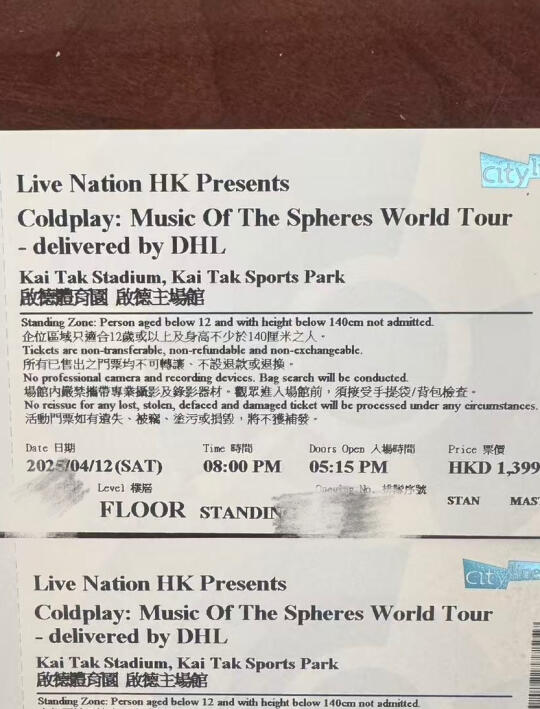 city
Live Nation HK Presents
Coldplay: Music Of The Spheres World Tour
- delivered by DHL
Kai Tak Stadium, Kai Tak Sports Park
啟德體育園 啟德主場館
Standing Zone: Person aged below 12 and with height below 140cm not admitted.
企位區域只適合12歲或以上及身高不少於140厘米之人。
Tickets are non-transferable, non-refundable and non-exchangeable.
所有已售出之門票均不可轉讓、不設退款或退換。
No professional camera and recording devices. Bag search will be conducted.
場館內嚴禁攜帶專業攝影及錄影器材。觀眾進入場館前，須接受手提袋/背包檢查。
No reissue for any lost, stolen, defaced and damaged ticket will be processed under any circumstances.
活動門票如有遺失、被竊、塗污或損毀，將不獲補發。
Date 日期 Time 時間 Doors Open 入場時間 Price 票價
2025/04/12(SAT) 08:00 PM 05:15 PM HKD 1,399
Level 樓層 Queuing No. 排隊序號
FLOOR STANDIN STAN MAS
cityline
Live Nation HK Presents
Coldplay: Music Of The Spheres World Tour
- delivered by DHL
Kai Tak Stadium, Kai Tak Sports Park
啟德體育園 啟德主場館
Standing Zone: Person aged below 12 and with height below 140cm not admitted.